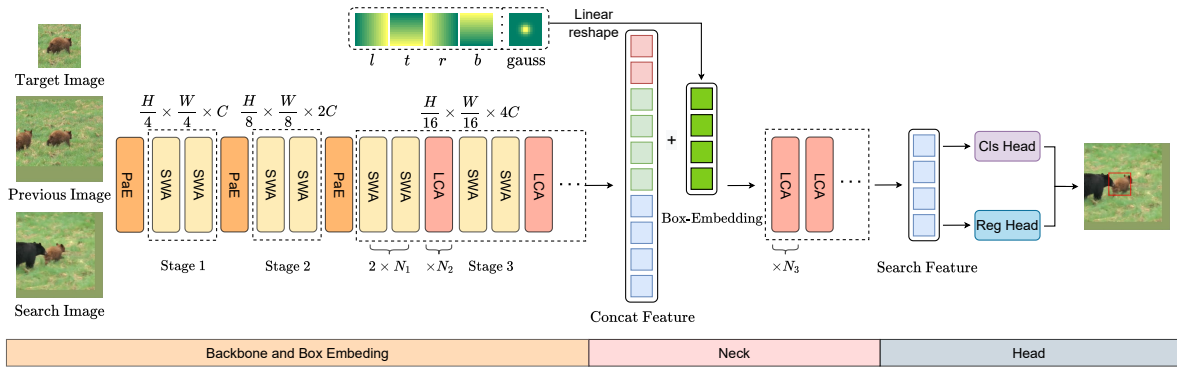 Linear
reshape
l t r b gauss
Target Image
H/4 × W/4 × C
H/8 × W/8 × 2C
H/16 × W/16 × 4C
Previous Image
Search Image
PaE
SWA
SWA
PaE
SWA
SWA
PaE
SWA
SWA
LCA
SWA
SWA
LCA
···
Stage 1
Stage 2
2 × N₁
×N₂
Stage 3
Concat Feature
+
Box-Embedding
LCA
LCA
···
×N₃
Search Feature
Cls Head
Reg Head
Backbone and Box Embeding
Neck
Head